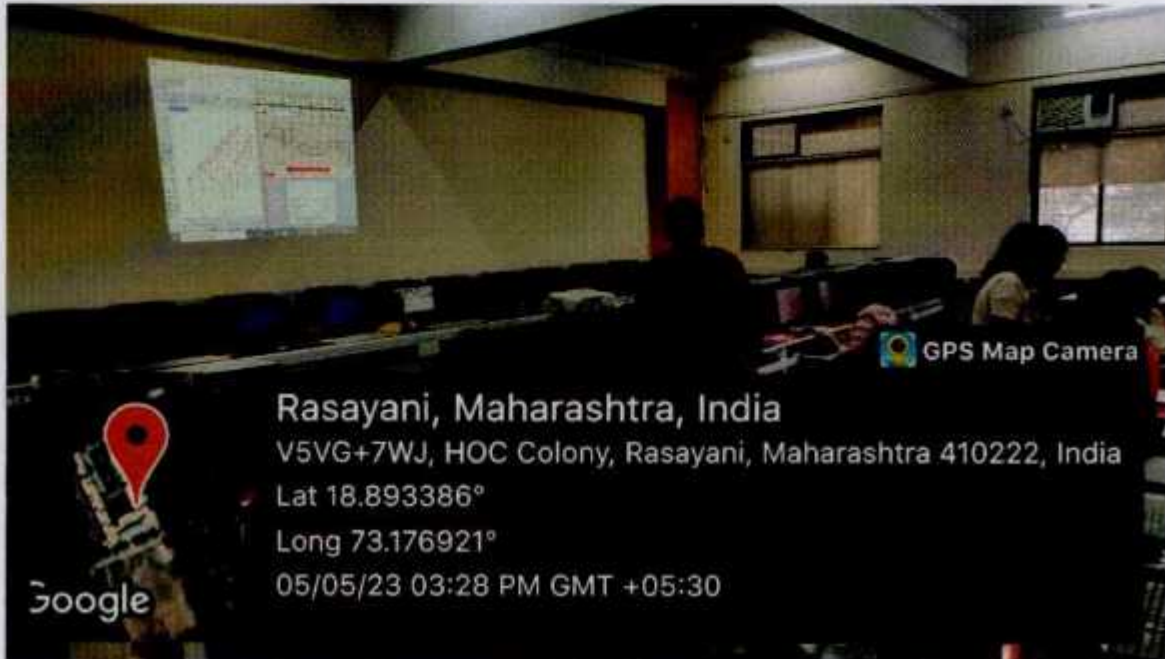 GPS Map Camera
Rasayani, Maharashtra, India
V5VG+7WJ, HOC Colony, Rasayani, Maharashtra 410222, India
Lat 18.893386°
Long 73.176921°
05/05/23 03:28 PM GMT +05:30
Google